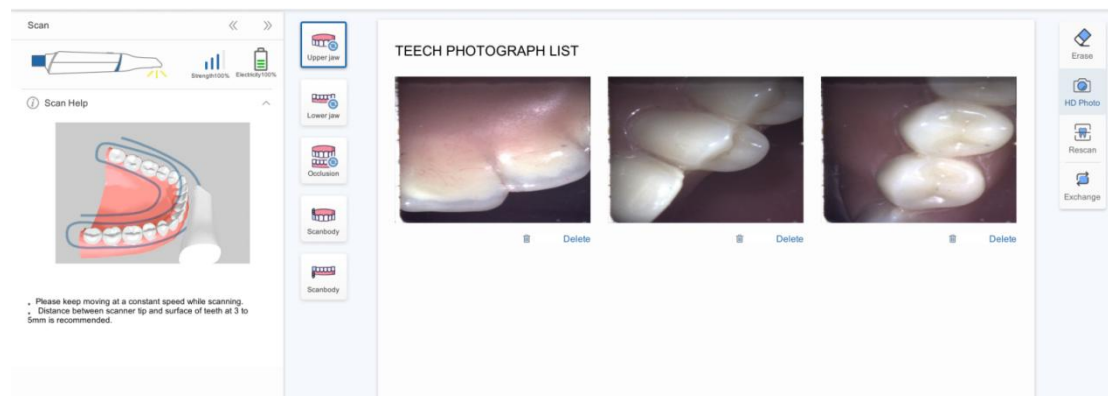 Scan
Strength100%
Electricity100%
Scan Help
. Please keep moving at a constant speed while scanning.
. Distance between scanner tip and surface of teeth at 3 to
5mm is recommended.
Upper jaw
Lower jaw
Occlusion
Scanbody
Scanbody
TEECH PHOTOGRAPH LIST
Delete
Delete
Delete
Erase
HD Photo
Rescan
Exchange